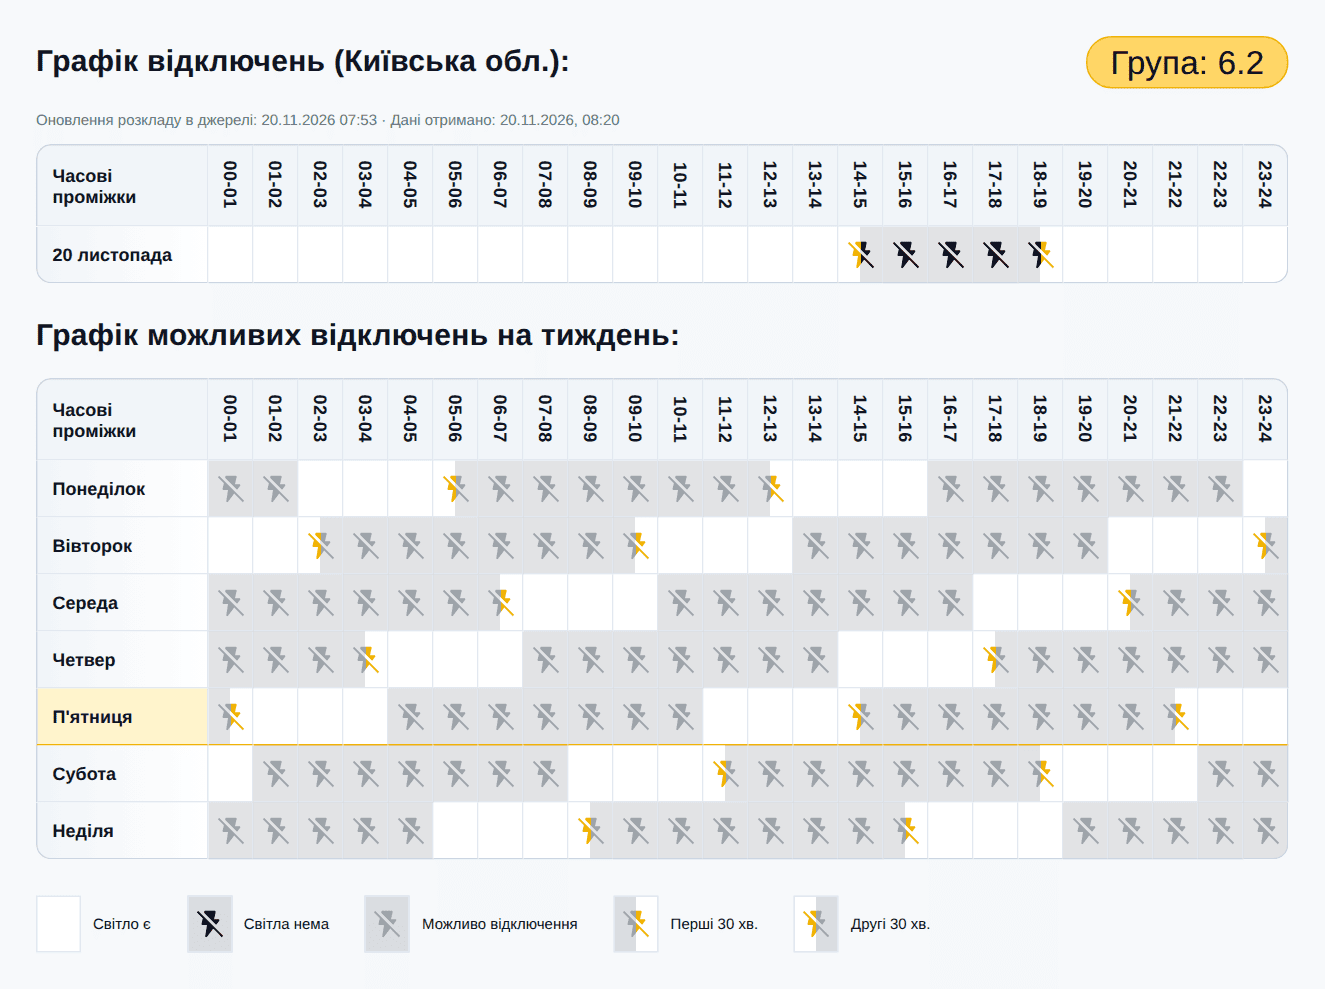 Графік відключень (Київська обл.):
Група: 6.2
Оновлення розкладу в джерелі: 20.11.2026 07:53 · Дані отримано: 20.11.2026, 08:20
Часові проміжки 00-01 01-02 02-03 03-04 04-05 05-06 06-07 07-08 08-09 09-10 10-11 11-12 12-13 13-14 14-15 15-16 16-17 17-18 18-19 19-20 20-21 21-22 22-23 23-24
20 листопада
Графік можливих відключень на тиждень:
Часові проміжки 00-01 01-02 02-03 03-04 04-05 05-06 06-07 07-08 08-09 09-10 10-11 11-12 12-13 13-14 14-15 15-16 16-17 17-18 18-19 19-20 20-21 21-22 22-23 23-24
Понеділок
Вівторок
Середа
Четвер
П'ятниця
Субота
Неділя
Світло є Світла нема Можливо відключення Перші 30 хв. Другі 30 хв.